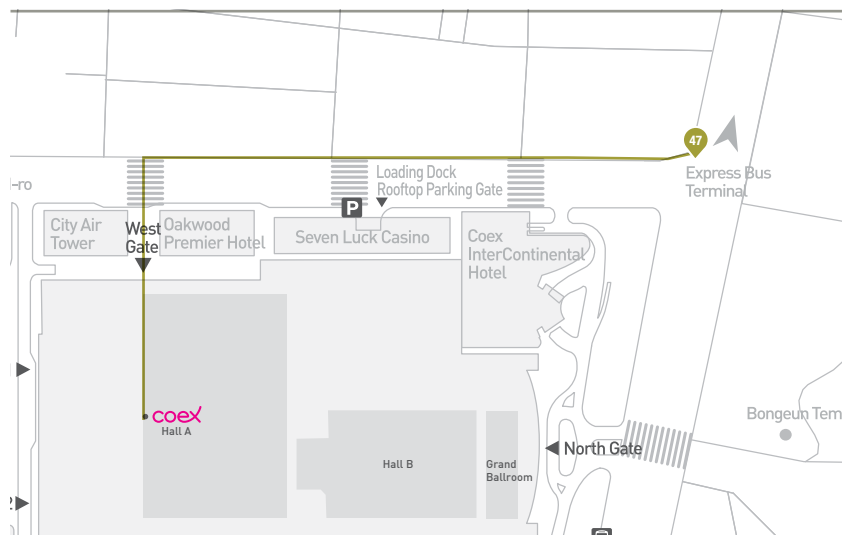 47
Express Bus
Terminal
Loading Dock
Rooftop Parking Gate
-ro
P
City Air
Tower
West
Gate
Oakwood
Premier Hotel
Seven Luck Casino
Coex
InterContinental
Hotel
coex
Hall A
Bongeun Tem
North Gate
Hall B
Grand
Ballroom
2